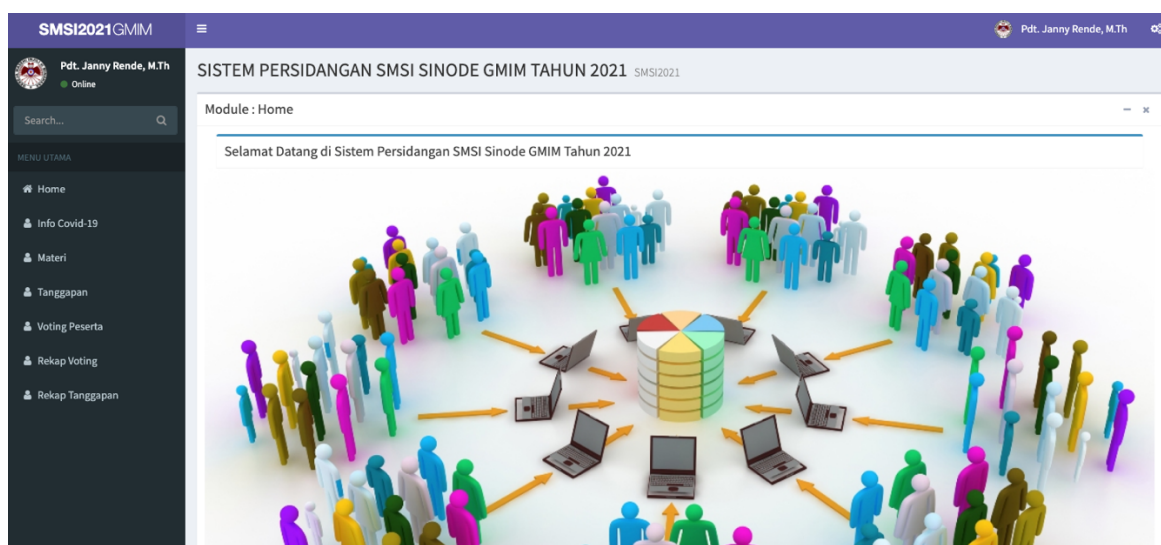 SMSI2021GMIM
Pdt. Janny Rende, M.Th
Pdt. Janny Rende, M.Th
Online
Search...
MENU UTAMA
Home
Info Covid-19
Materi
Tanggapan
Voting Peserta
Rekap Voting
Rekap Tanggapan
SISTEM PERSIDANGAN SMSI SINODE GMIM TAHUN 2021 SMSI2021
Module : Home
Selamat Datang di Sistem Persidangan SMSI Sinode GMIM Tahun 2021